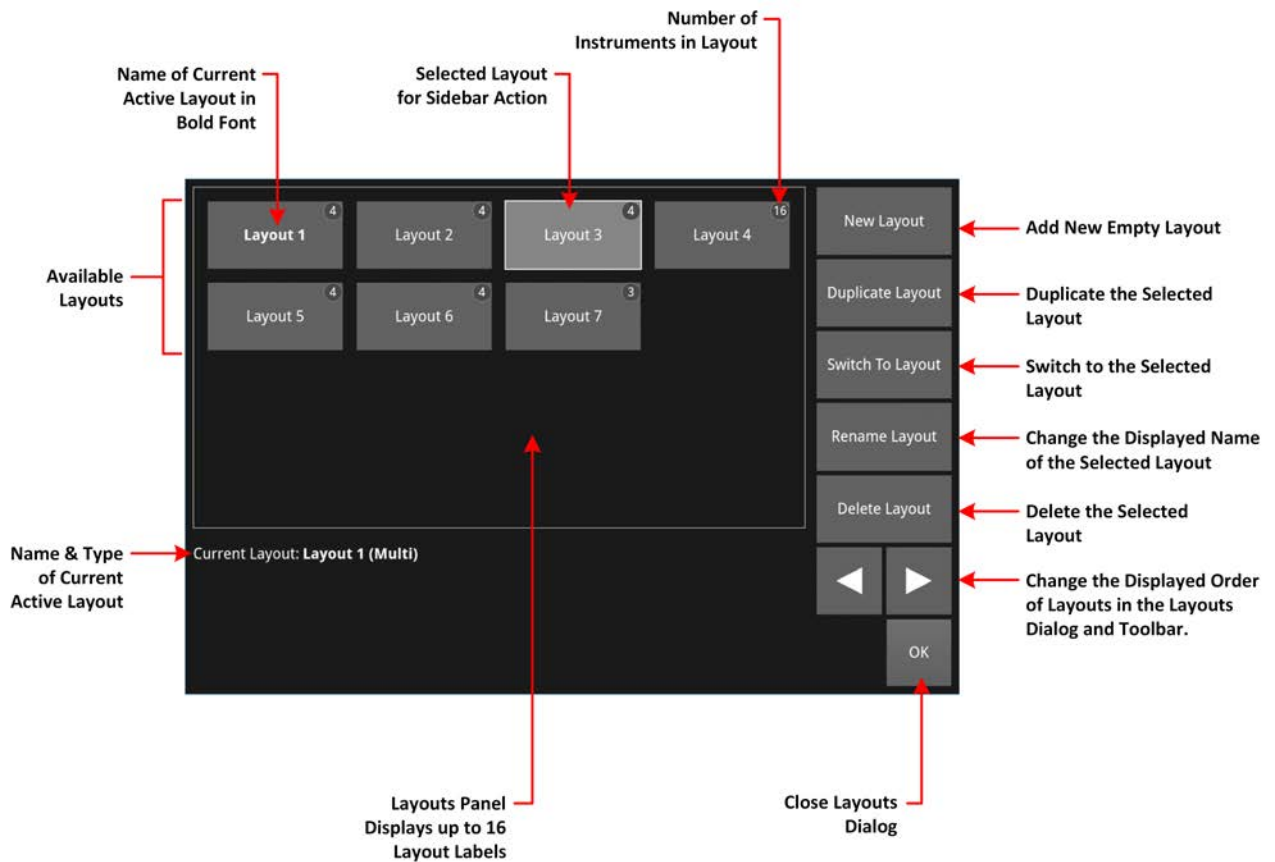 Number of
Instruments in Layout
Name of Current
Active Layout in
Bold Font
Selected Layout
for Sidebar Action
Available
Layouts
Layout 1
4
Layout 2
4
Layout 3
4
Layout 4
16
Layout 5
4
Layout 6
4
Layout 7
3
New Layout
Add New Empty Layout
Duplicate Layout
Duplicate the Selected
Layout
Switch To Layout
Switch to the Selected
Layout
Rename Layout
Change the Displayed Name
of the Selected Layout
Delete Layout
Delete the Selected
Layout
Name & Type
of Current
Active Layout
Current Layout: Layout 1 (Multi)
Change the Displayed Order
of Layouts in the Layouts
Dialog and Toolbar.
OK
Layouts Panel
Displays up to 16
Layout Labels
Close Layouts
Dialog